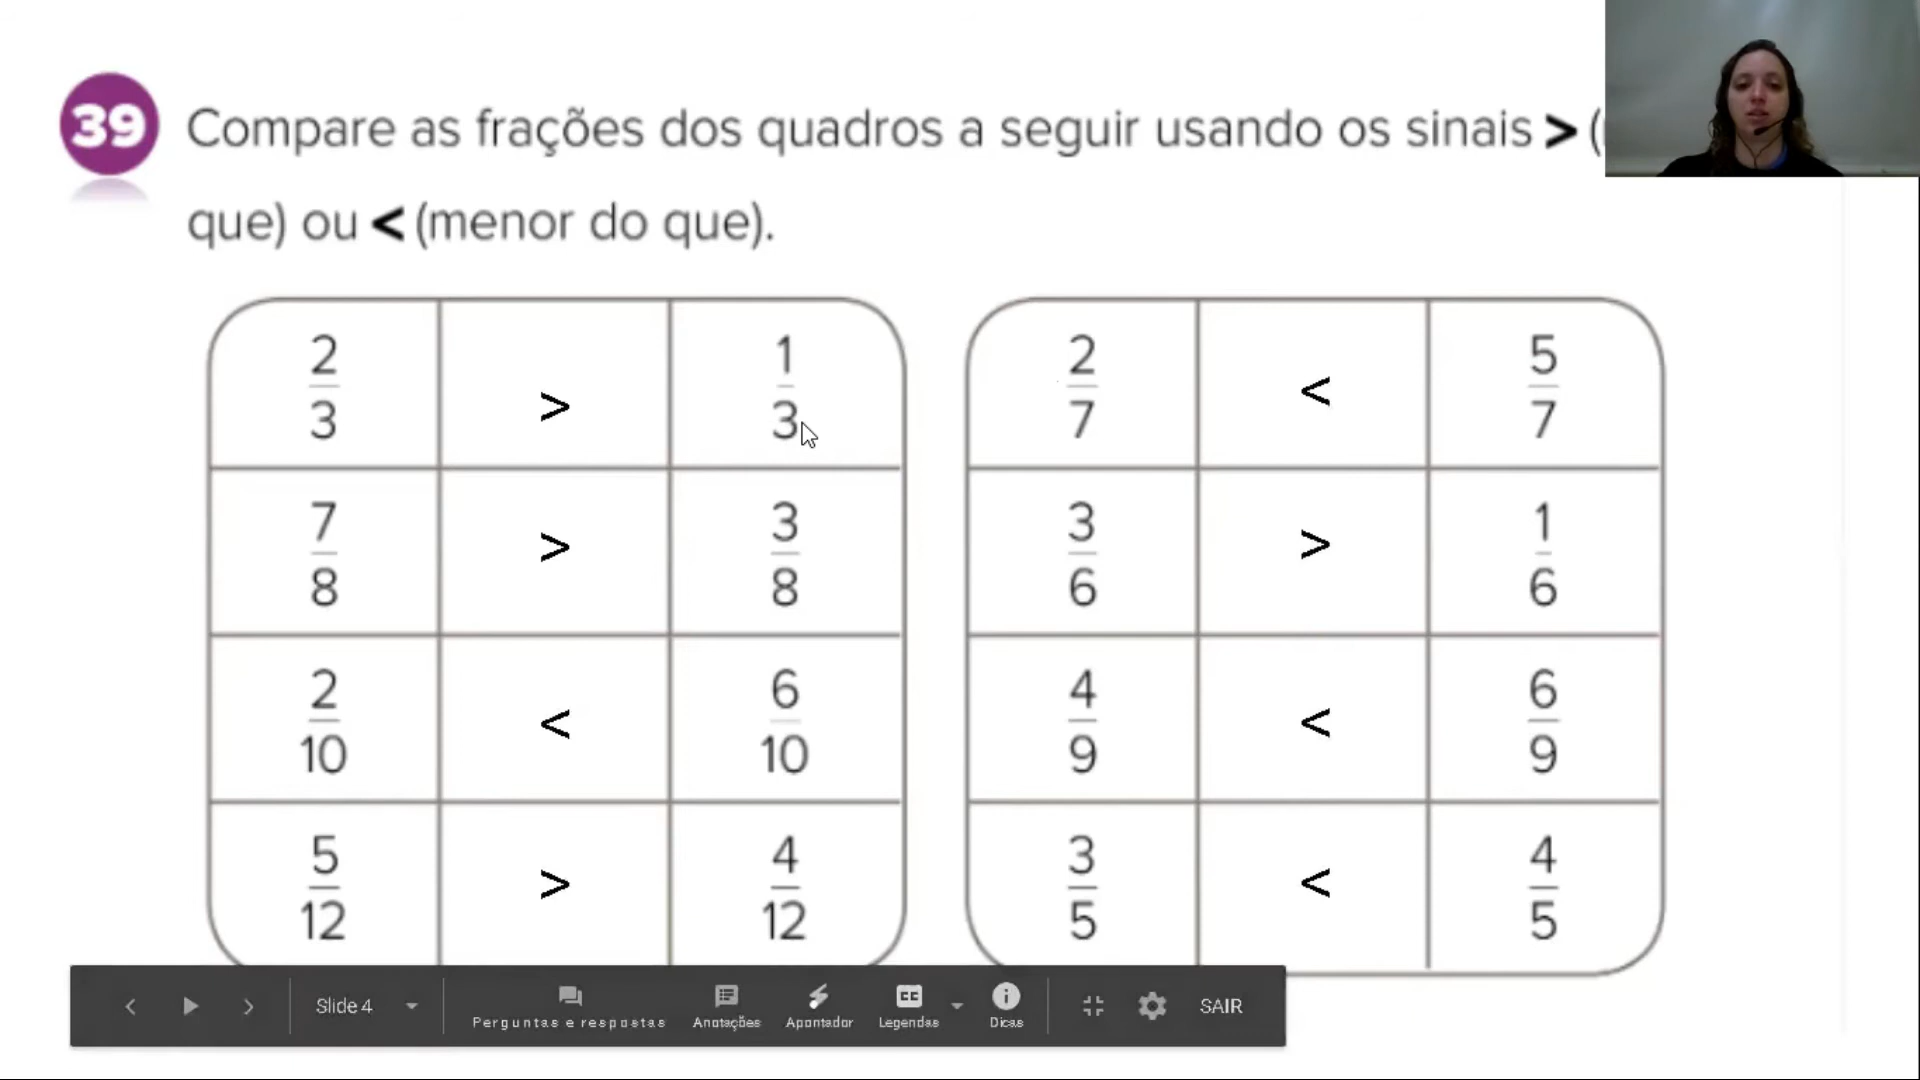 39 Compare as frações dos quadros a seguir usando os sinais > (
que) ou < (menor do que).
2/3 > 1/3
7/8 > 3/8
2/10 < 6/10
5/12 > 4/12
2/7 < 5/7
3/6 > 1/6
4/9 < 6/9
3/5 < 4/5
Slide 4
Perguntas e respostas
Anotações
Apontador
CC
Legendas
Dicas
SAIR